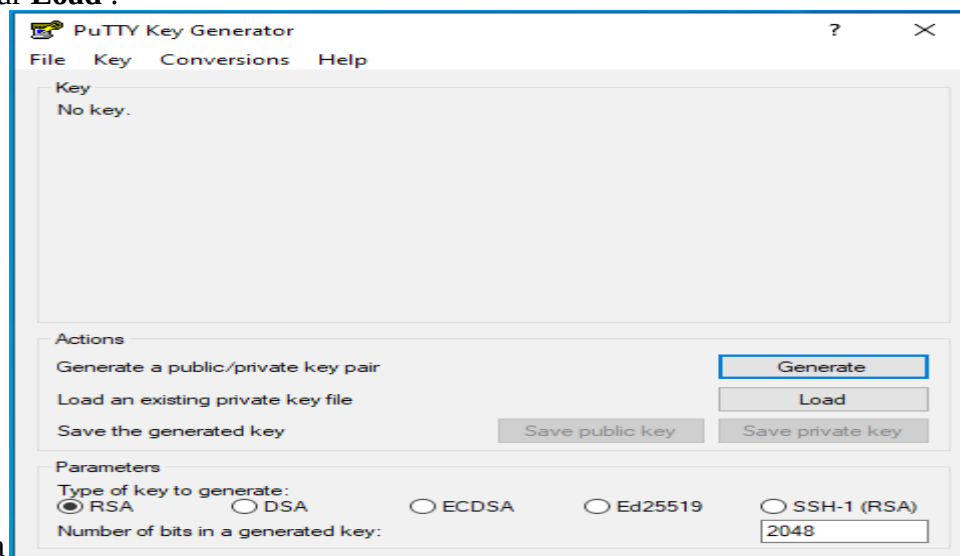 Load :
PuTTY Key Generator ? ×
File Key Conversions Help
Key
No key.
Actions
Generate a public/private key pair Generate
Load an existing private key file Load
Save the generated key Save public key Save private key
Parameters
Type of key to generate:
RSA DSA ECDSA Ed25519 SSH-1 (RSA)
Number of bits in a generated key: 2048